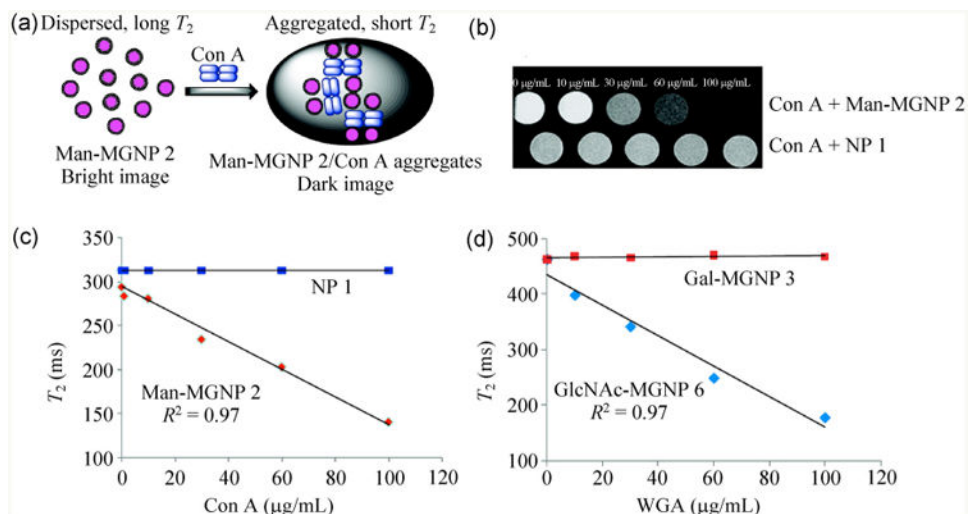 (a) Dispersed, long T₂ Aggregated, short T₂
Con A
Man-MGNP 2
Bright image
Man-MGNP 2/Con A aggregates
Dark image
(b)
0 μg/mL 10 μg/mL 30 μg/mL 60 μg/mL 100 μg/mL
Con A + Man-MGNP 2
Con A + NP 1
(c)
350
300
250
200
150
100
T₂ (ms)
NP 1
Man-MGNP 2
R² = 0.97
0 20 40 60 80 100 120
Con A (μg/mL)
(d)
500
400
300
200
100
T₂ (ms)
Gal-MGNP 3
GlcNAc-MGNP 6
R² = 0.97
0 20 40 60 80 100 120
WGA (μg/mL)